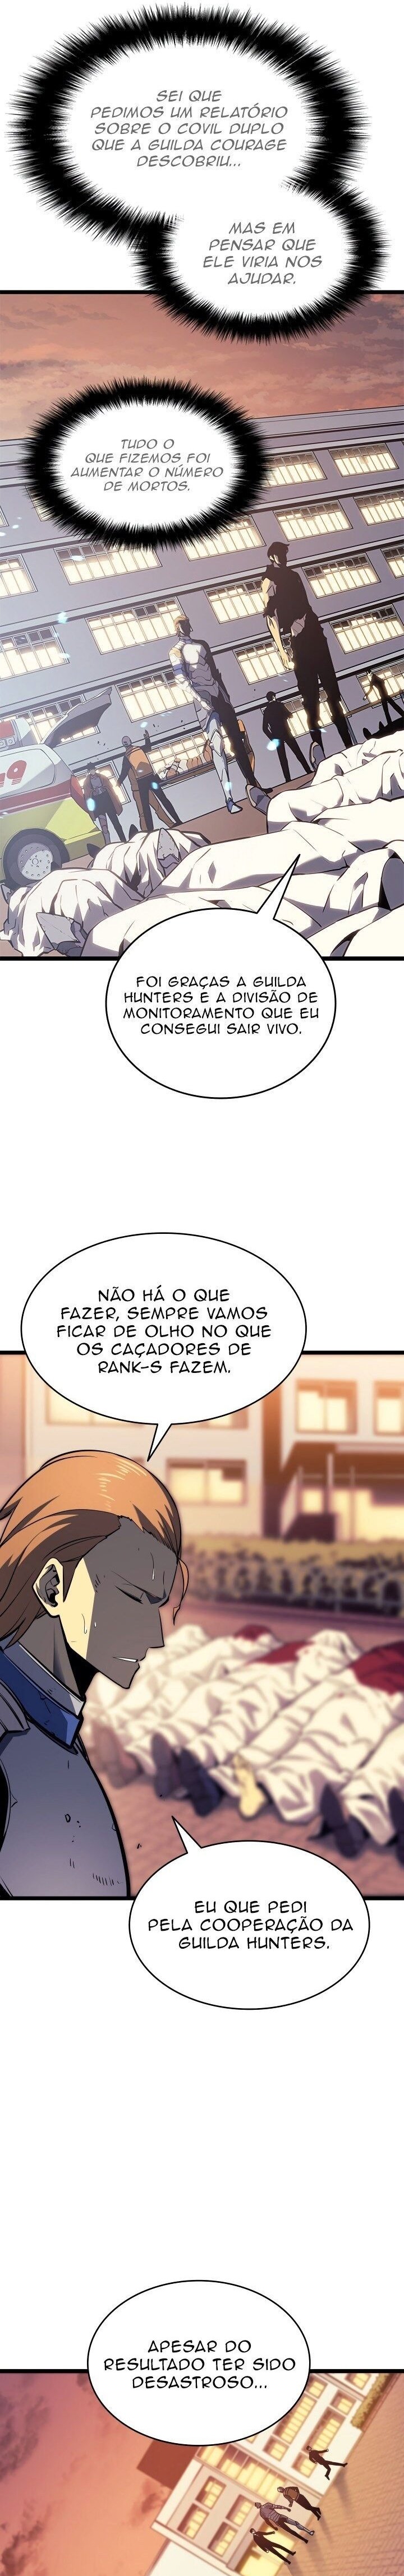 SEI QUE
PEDIMOS UM RELATÓRIO
SOBRE O COVIL DUPLO
QUE A GUILDA COURAGE
DESCOBRIU...
MAS EM
PENSAR QUE
ELE VIRIA NOS
AJUDAR.
TUDO O
QUE FIZEMOS FOI
AUMENTAR O NÚMERO
DE MORTOS.
FOI GRAÇAS A GUILDA
HUNTERS E A DIVISÃO DE
MONITORAMENTO QUE EU
CONSEGUI SAIR VIVO.
NÃO HÁ O QUE
FAZER, SEMPRE VAMOS
FICAR DE OLHO NO QUE
OS CAÇADORES DE
RANK-S FAZEM.
EU QUE PEDI
PELA COOPERAÇÃO DA
GUILDA HUNTERS.
APESAR DO
RESULTADO TER SIDO
DESASTROSO...